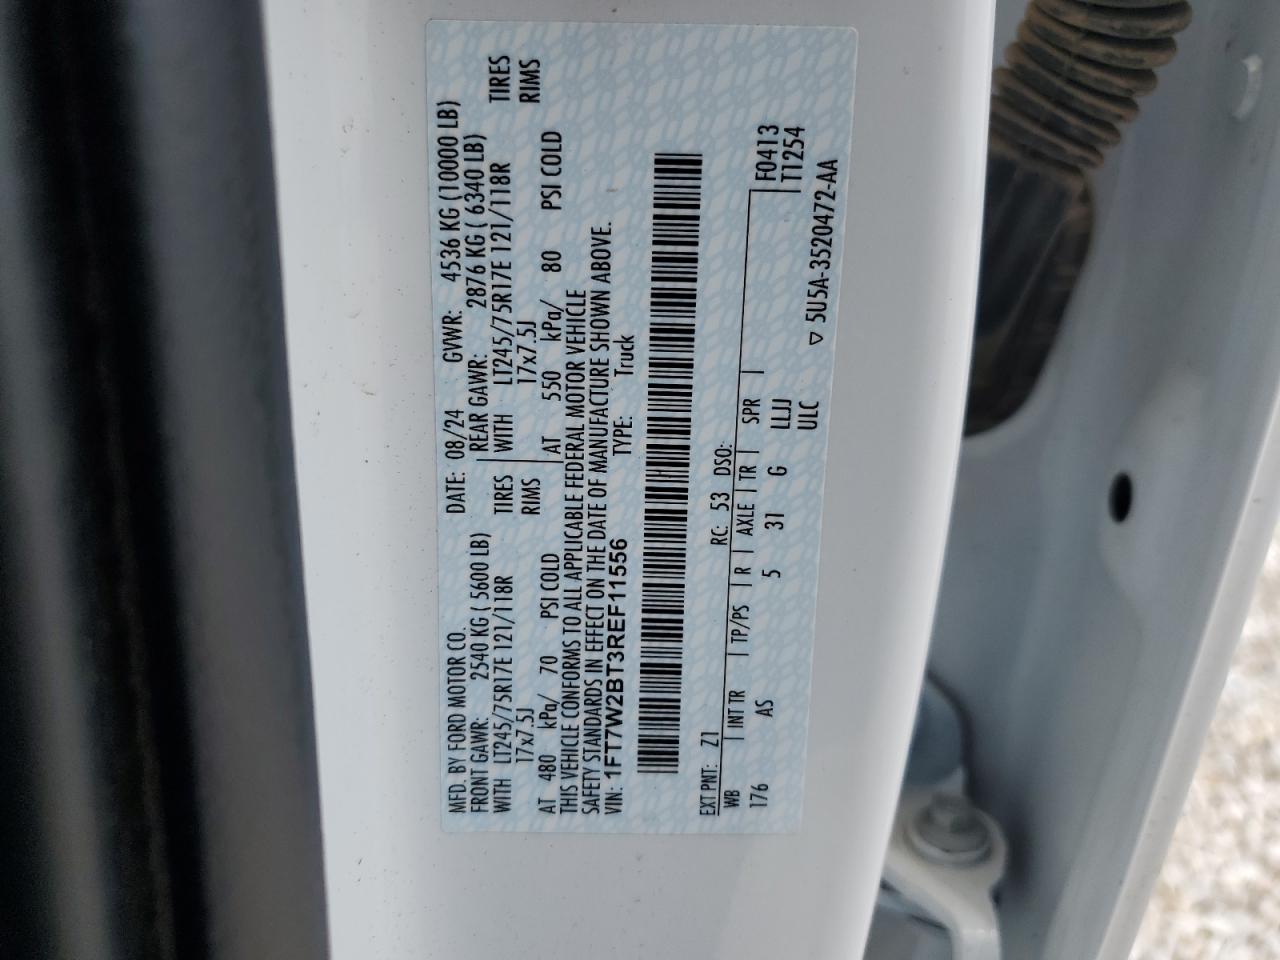 MFD. BY FORD MOTOR CO.
DATE: 08/24 GVWR: 4536 KG (10000 LB)
FRONT GAWR: 2540 KG ( 5600 LB) REAR GAWR: 2876 KG ( 6340 LB)
WITH LT245/75R17E 121/118R TIRES WITH LT245/75R17E 121/118R TIRES
17x7.5J RIMS 17x7.5J RIMS
AT 480 kPa/ 70 PSI COLD AT 550 kPa/ 80 PSI COLD
THIS VEHICLE CONFORMS TO ALL APPLICABLE FEDERAL MOTOR VEHICLE
SAFETY STANDARDS IN EFFECT ON THE DATE OF MANUFACTURE SHOWN ABOVE.
VIN: 1FT7W2BT3REF11556 TYPE: Truck
EXT PNT: Z1 RC: 53 DSO: F0413
WB INT TR TP/PS R AXLE TR SPR T1254
176 AS 5 31 G LLJJ
ULC ▽ 5U5A-3520472-AA